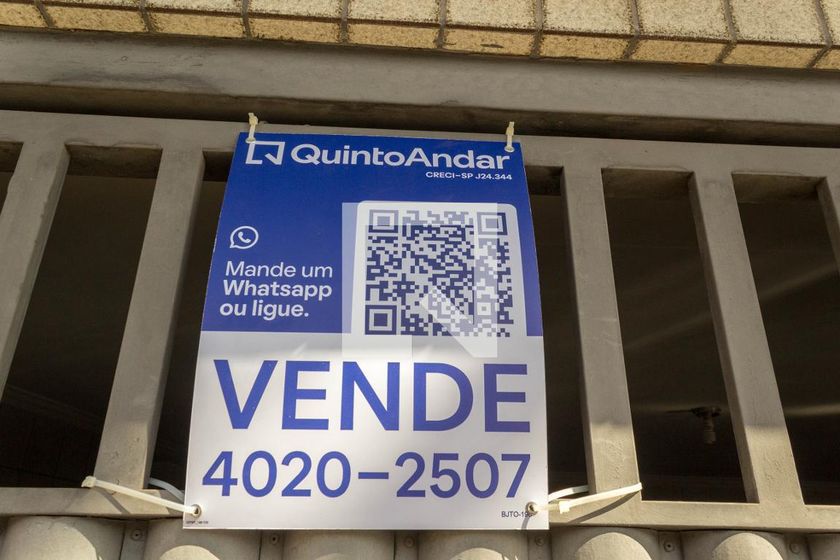 QuintoAndar
CRECI-SP J24.344
Mande um
Whatsapp
ou ligue.
VENDE
4020-2507